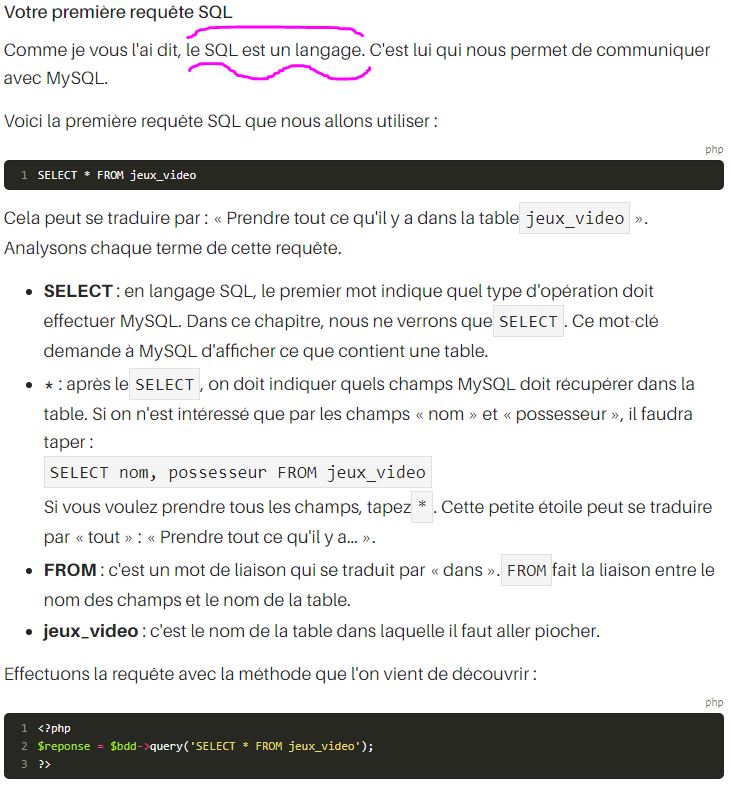 Votre première requête SQL
Comme je vous l'ai dit, le SQL est un langage. C'est lui qui nous permet de communiquer
avec MySQL.
Voici la première requête SQL que nous allons utiliser :
php
1 SELECT * FROM jeux_video
Cela peut se traduire par : « Prendre tout ce qu'il y a dans la table jeux_video ».
Analysons chaque terme de cette requête.
• SELECT : en langage SQL, le premier mot indique quel type d'opération doit
effectuer MySQL. Dans ce chapitre, nous ne verrons que SELECT. Ce mot-clé
demande à MySQL d'afficher ce que contient une table.
• * : après le SELECT, on doit indiquer quels champs MySQL doit récupérer dans la
table. Si on n'est intéressé que par les champs « nom » et « possesseur », il faudra
taper :
SELECT nom, possesseur FROM jeux_video
Si vous voulez prendre tous les champs, tapez *. Cette petite étoile peut se traduire
par « tout » : « Prendre tout ce qu'il y a... ».
• FROM : c'est un mot de liaison qui se traduit par « dans ». FROM fait la liaison entre le
nom des champs et le nom de la table.
• jeux_video : c'est le nom de la table dans laquelle il faut aller piocher.
Effectuons la requête avec la méthode que l'on vient de découvrir :
php
1 <?php
2 $reponse = $bdd->query('SELECT * FROM jeux_video');
3 ?>